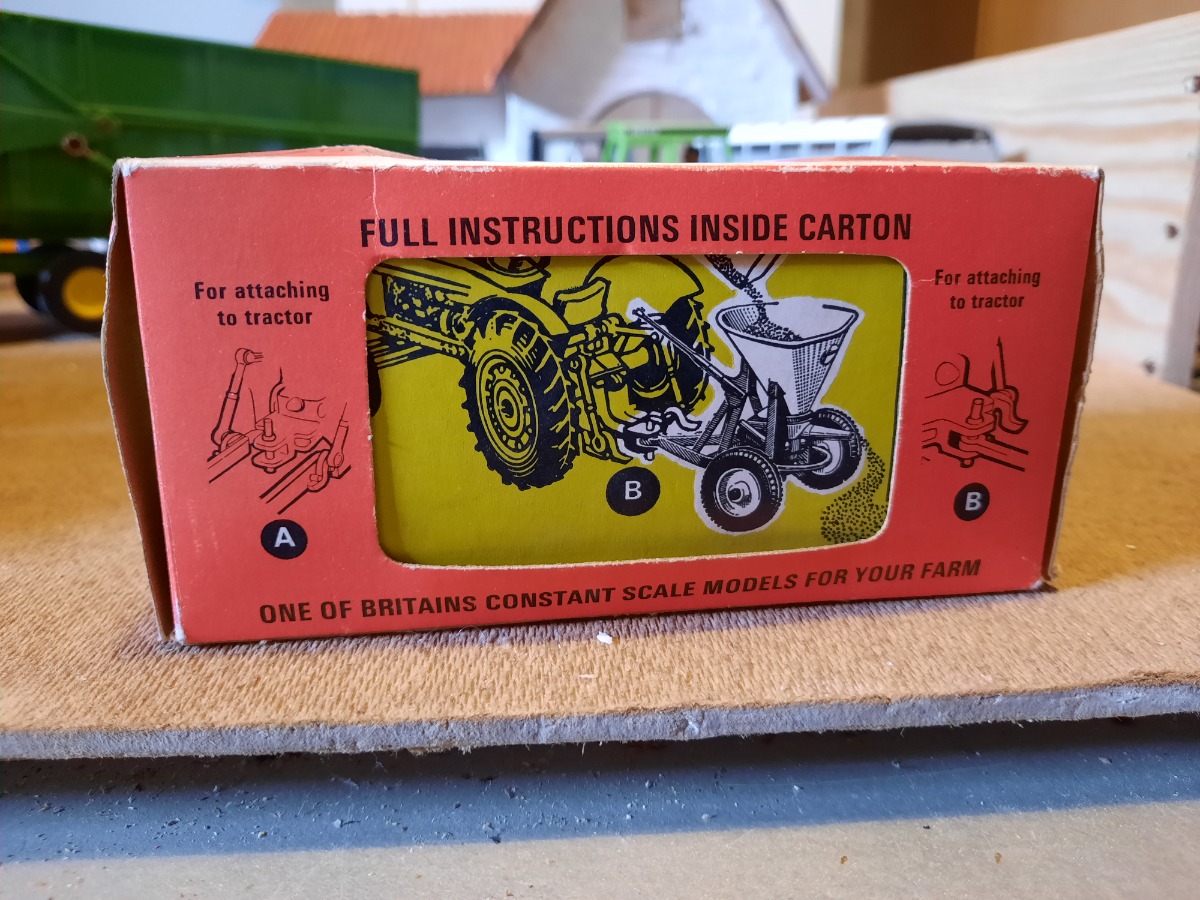 FULL INSTRUCTIONS INSIDE CARTON
For attaching
to tractor
For attaching
to tractor
B
A
B
ONE OF BRITAINS CONSTANT SCALE MODELS FOR YOUR FARM